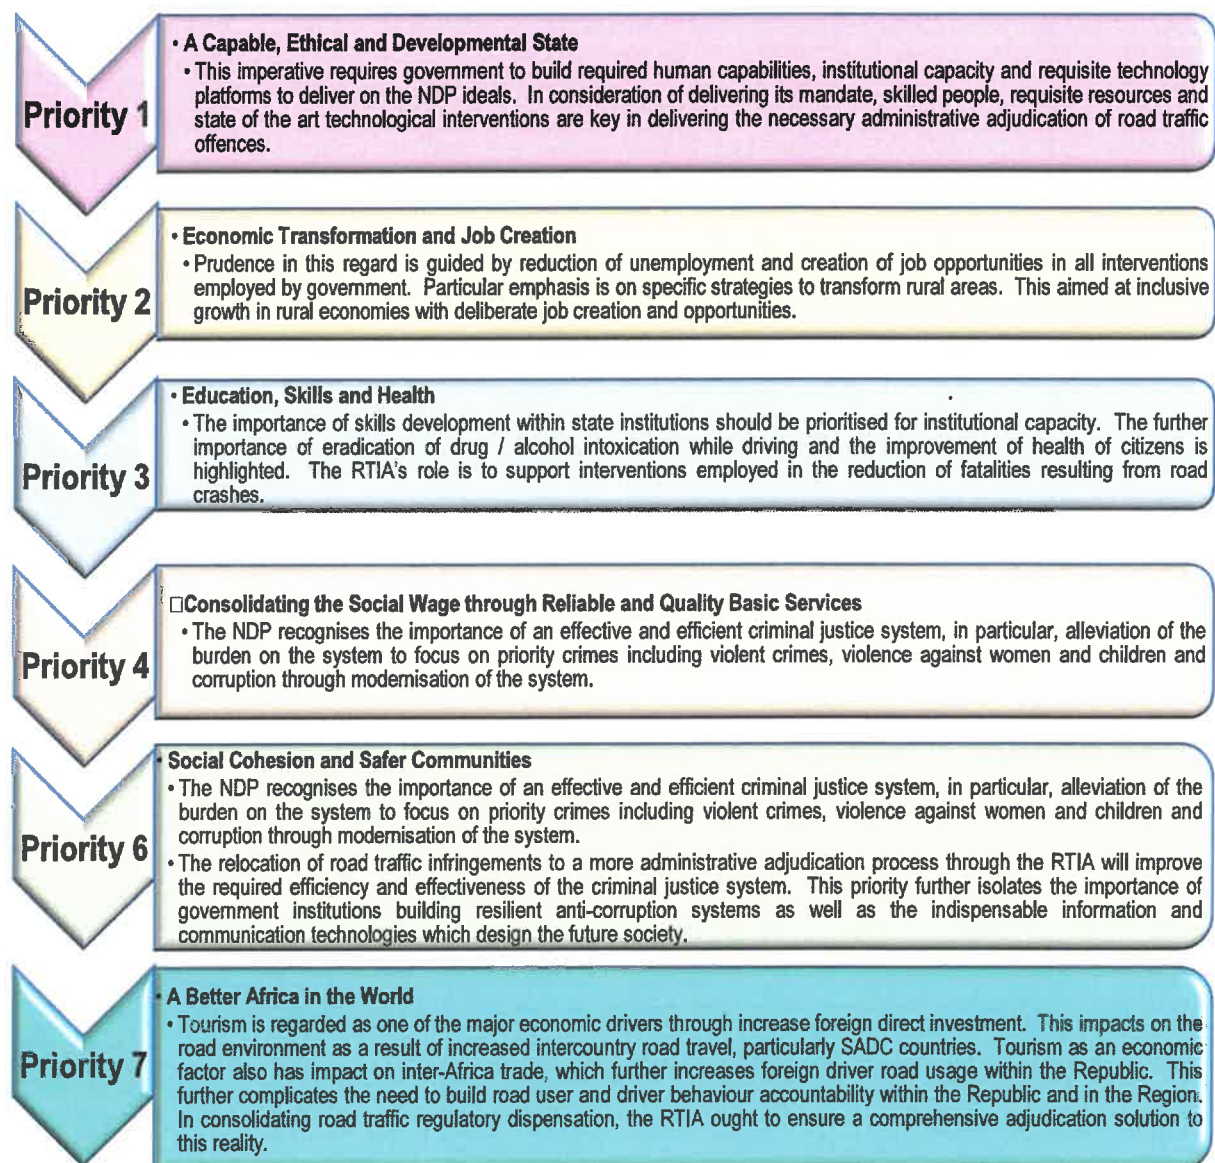 Priority 1
• A Capable, Ethical and Developmental State
• This imperative requires government to build required human capabilities, institutional capacity and requisite technology
platforms to deliver on the NDP ideals. In consideration of delivering its mandate, skilled people, requisite resources and
state of the art technological interventions are key in delivering the necessary administrative adjudication of road traffic
offences.
Priority 2
• Economic Transformation and Job Creation
• Prudence in this regard is guided by reduction of unemployment and creation of job opportunities in all interventions
employed by government. Particular emphasis is on specific strategies to transform rural areas. This aimed at inclusive
growth in rural economies with deliberate job creation and opportunities.
Priority 3
• Education, Skills and Health
• The importance of skills development within state institutions should be prioritised for institutional capacity. The further
importance of eradication of drug / alcohol intoxication while driving and the improvement of health of citizens is
highlighted. The RTIA's role is to support interventions employed in the reduction of fatalities resulting from road
crashes.
Priority 4
□Consolidating the Social Wage through Reliable and Quality Basic Services
• The NDP recognises the importance of an effective and efficient criminal justice system, in particular, alleviation of the
burden on the system to focus on priority crimes including violent crimes, violence against women and children and
corruption through modernisation of the system.
Priority 6
• Social Cohesion and Safer Communities
• The NDP recognises the importance of an effective and efficient criminal justice system, in particular, alleviation of the
burden on the system to focus on priority crimes including violent crimes, violence against women and children and
corruption through modernisation of the system.
• The relocation of road traffic infringements to a more administrative adjudication process through the RTIA will improve
the required efficiency and effectiveness of the criminal justice system. This priority further isolates the importance of
government institutions building resilient anti-corruption systems as well as the indispensable information and
communication technologies which design the future society.
Priority 7
• A Better Africa in the World
• Tourism is regarded as one of the major economic drivers through increase foreign direct investment. This impacts on the
road environment as a result of increased intercountry road travel, particularly SADC countries. Tourism as an economic
factor also has impact on inter-Africa trade, which further increases foreign driver road usage within the Republic. This
further complicates the need to build road user and driver behaviour accountability within the Republic and in the Region.
In consolidating road traffic regulatory dispensation, the RTIA ought to ensure a comprehensive adjudication solution to
this reality.